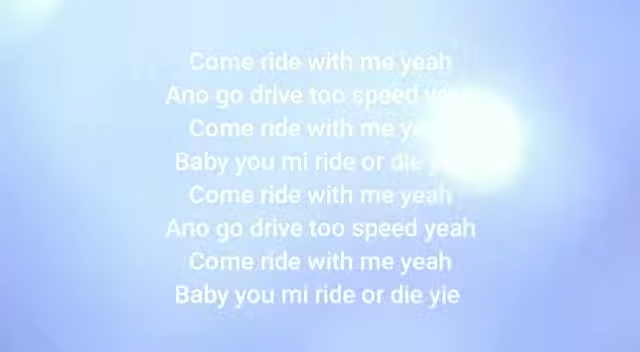 Come ride with me yeah
Ano go drive too speed
Come ride with me
Baby you mi ride or die
Come ride with me yeah
Ano go drive too speed yeah
Come ride with me yeah
Baby you mi ride or die yie